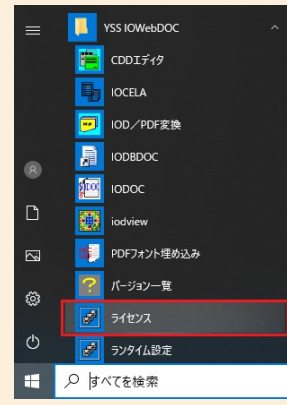 YSS IOWebDOC
CDDエディタ
IOCELA
IOD／PDF変換
IODBDOC
IODOC
iodview
PDFフォント埋め込み
バージョン一覧
ライセンス
ランタイム設定
すべてを検索